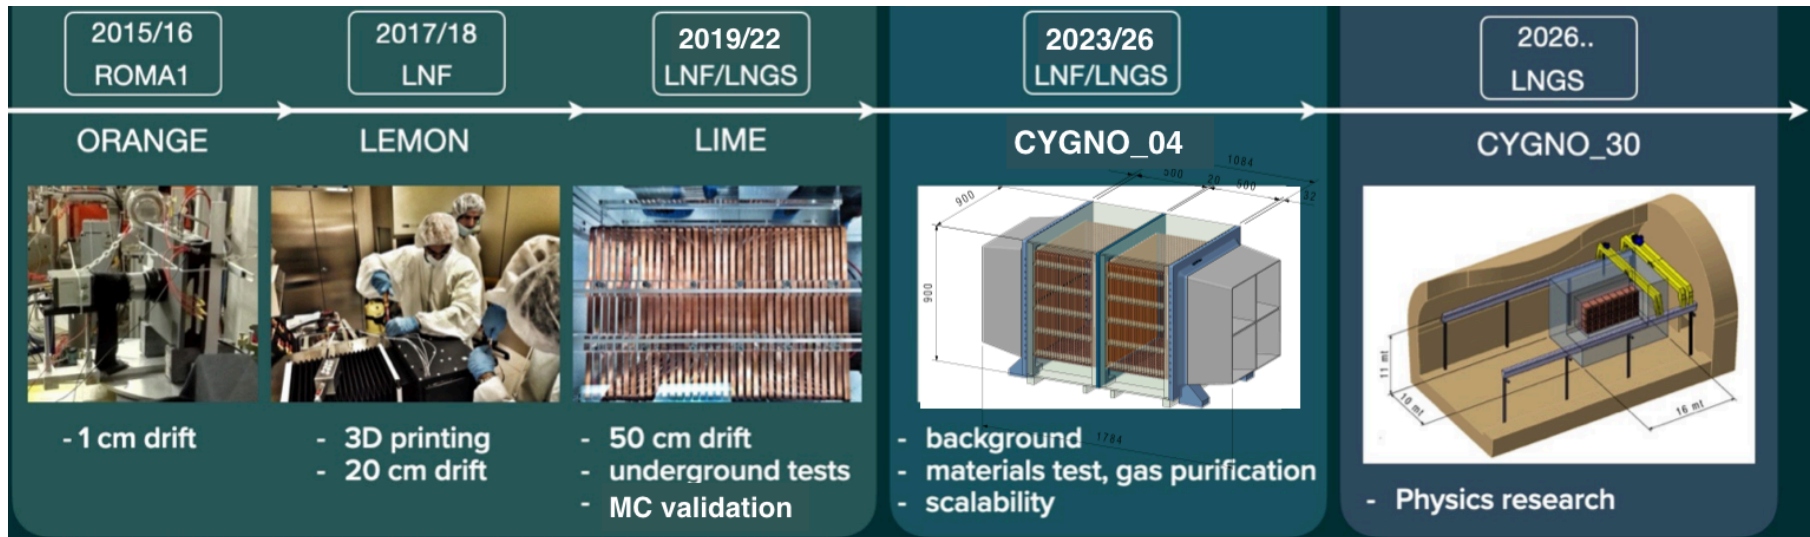 2015/16
ROMA1
2017/18
LNF
2019/22
LNF/LNGS
2023/26
LNF/LNGS
2026..
LNGS
ORANGE
LEMON
LIME
CYGNO_04
CYGNO_30
1084
500
20
500
32
900
900
1784
11 mt
10 mt
16 mt
- 1 cm drift
- 3D printing
- 20 cm drift
- 50 cm drift
- underground tests
- MC validation
- background
- materials test, gas purification
- scalability
- Physics research